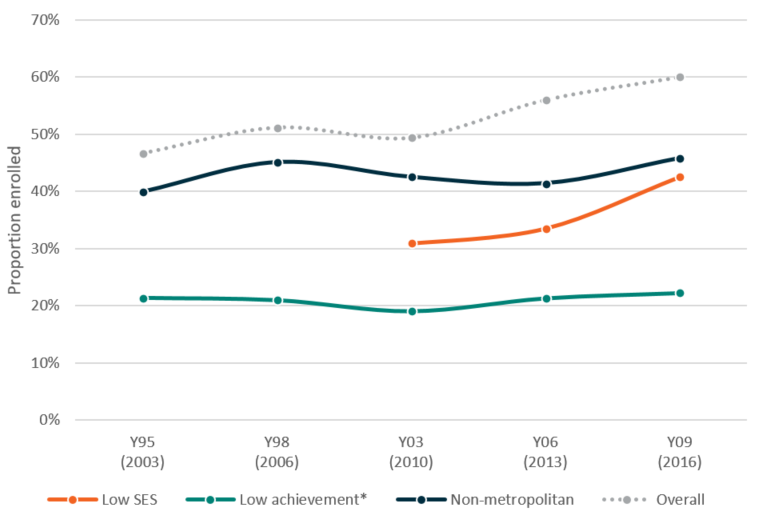 70%
60%
50%
40%
30%
20%
10%
0%
Proportion enrolled
Y95 Y98 Y03 Y06 Y09
(2003) (2006) (2010) (2013) (2016)
Low SES Low achievement* Non-metropolitan Overall